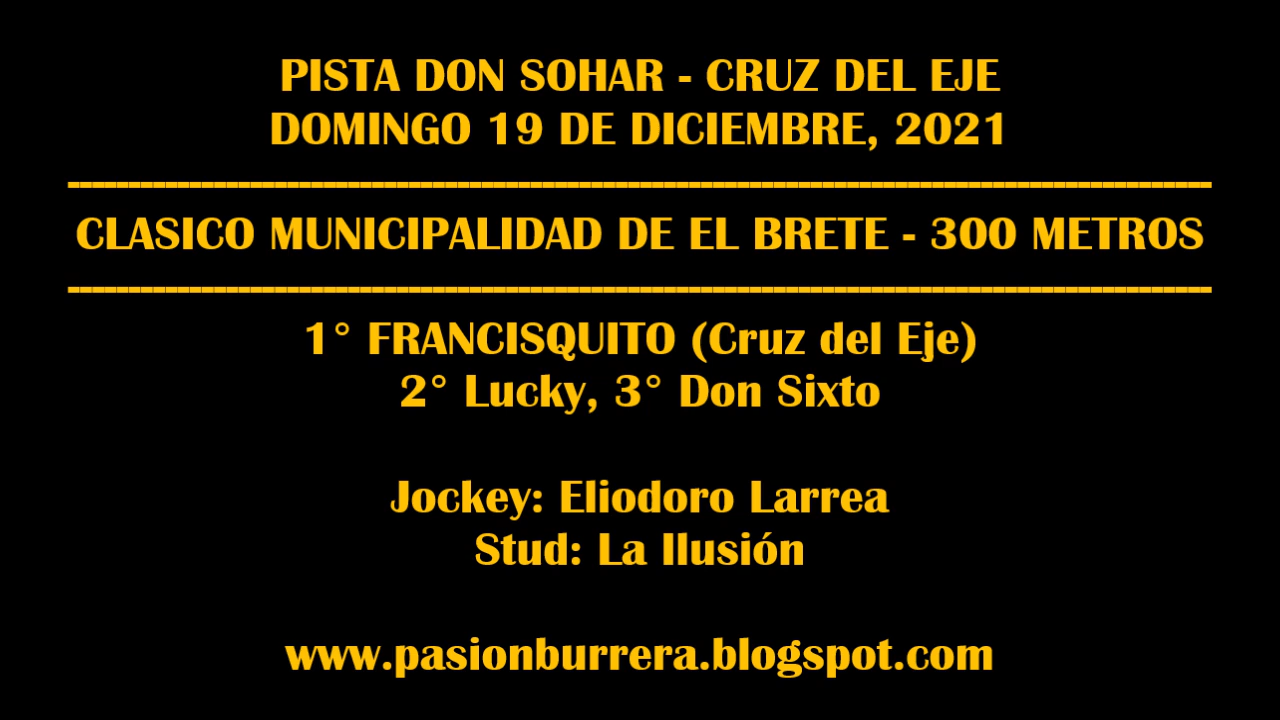 PISTA DON SOHAR - CRUZ DEL EJE
DOMINGO 19 DE DICIEMBRE, 2021
CLASICO MUNICIPALIDAD DE EL BRETE - 300 METROS
1° FRANCISQUITO (Cruz del Eje)
2° Lucky, 3° Don Sixto
Jockey: Eliodoro Larrea
Stud: La Ilusión
www.pasionburrera.blogspot.com